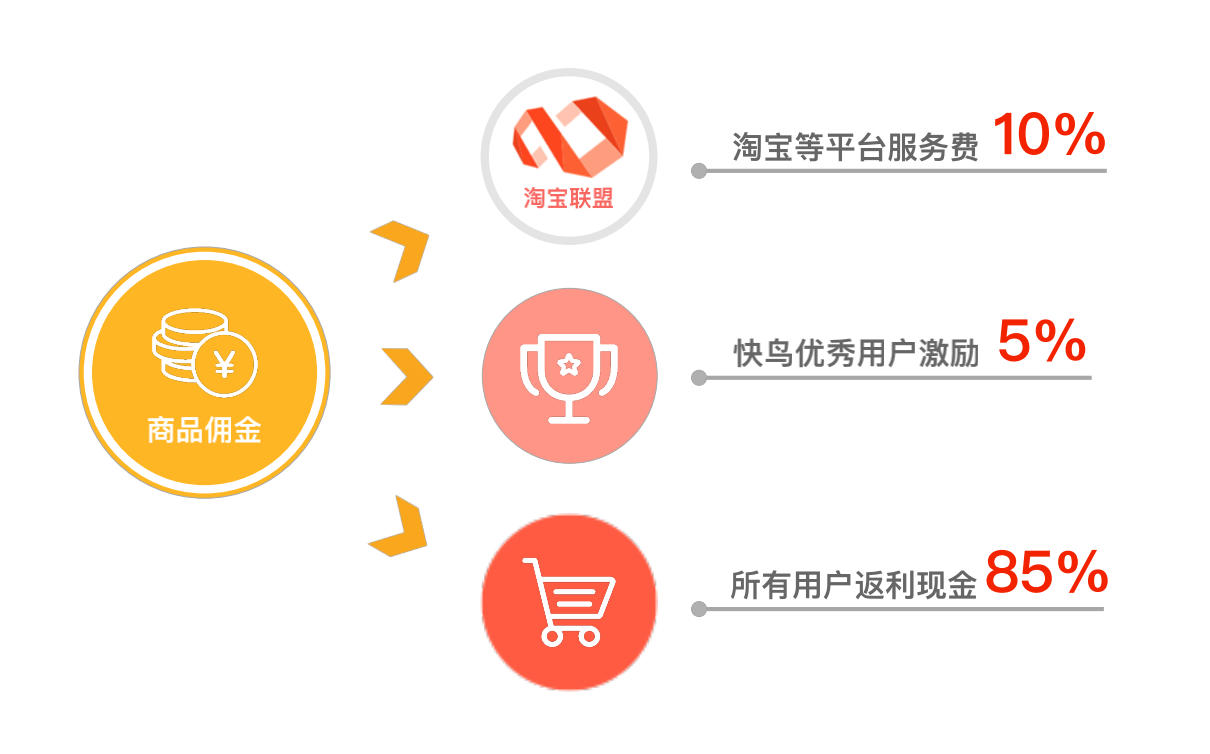 淘宝联盟
淘宝等平台服务费 10%
¥
商品佣金
快鸟优秀用户激励 5%
所有用户返利现金 85%